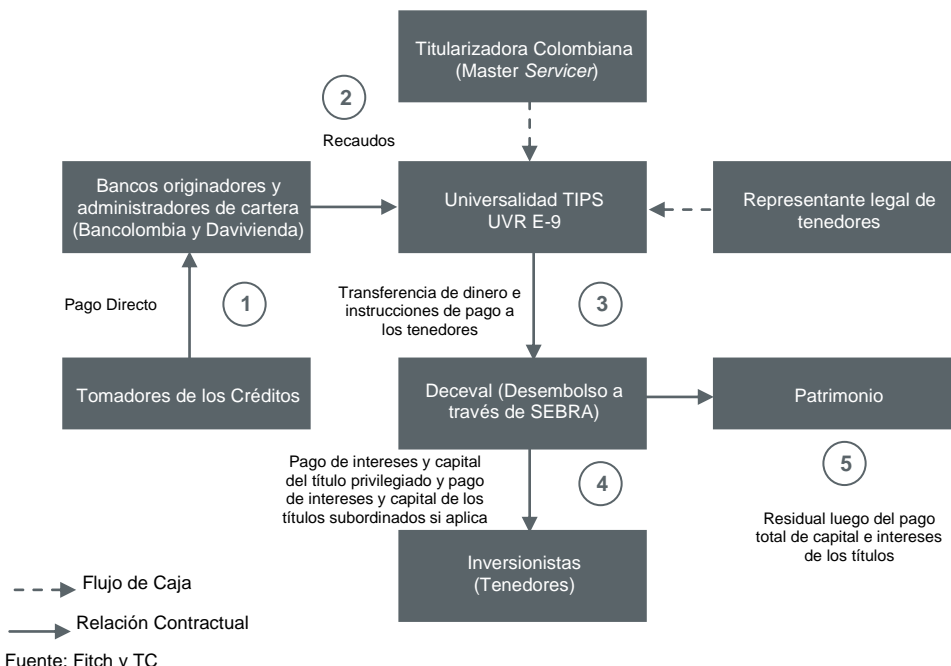 Titularizadora Colombiana
(Master Servicer)
2
Recaudos
Bancos originadores y
administradores de cartera
(Bancolombia y Davivienda)
Universalidad TIPS
UVR E-9
Representante legal de
tenedores
Pago Directo
1
Transferencia de dinero e
instrucciones de pago a
los tenedores
3
Tomadores de los Créditos
Deceval (Desembolso a
través de SEBRA)
Patrimonio
Pago de intereses y capital
del título privilegiado y pago
de intereses y capital de los
títulos subordinados si aplica
4
5
Residual luego del pago
total de capital e intereses
de los títulos
Inversionistas
(Tenedores)
Flujo de Caja
Relación Contractual
Fuente: Fitch y TC